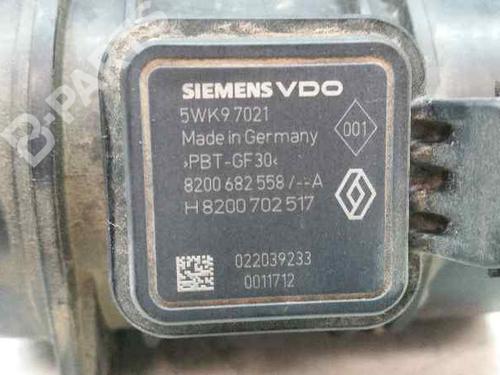 SIEMENS VDO
5WK9 7021
Made in Germany
›PBT-GF30‹
001
8200 682 558 /--A
H 8200 702 517
022039233
0011712